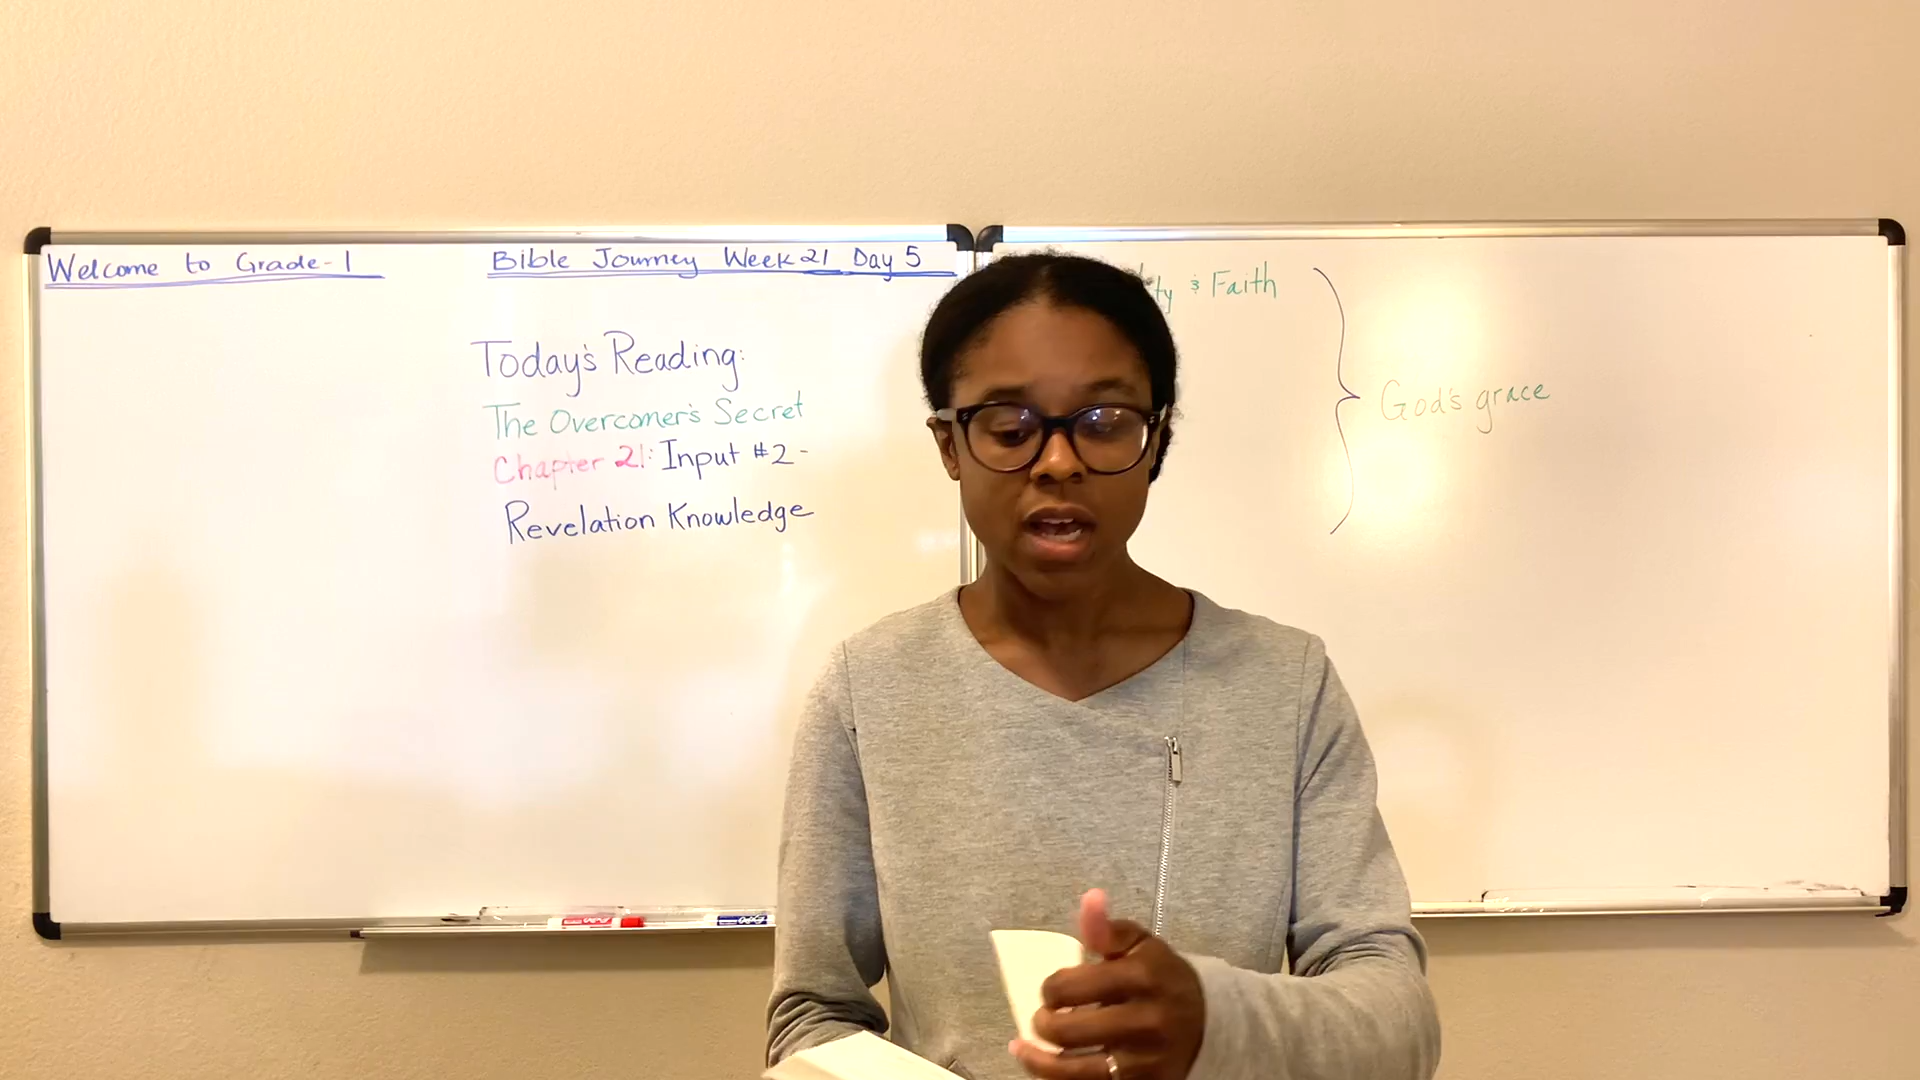 Welcome to Grade-1
Bible Journey Week 21 Day 5
Today's Reading:
The Overcomer's Secret
Chapter 21: Input #2-
Revelation Knowledge
& Faith
God's grace